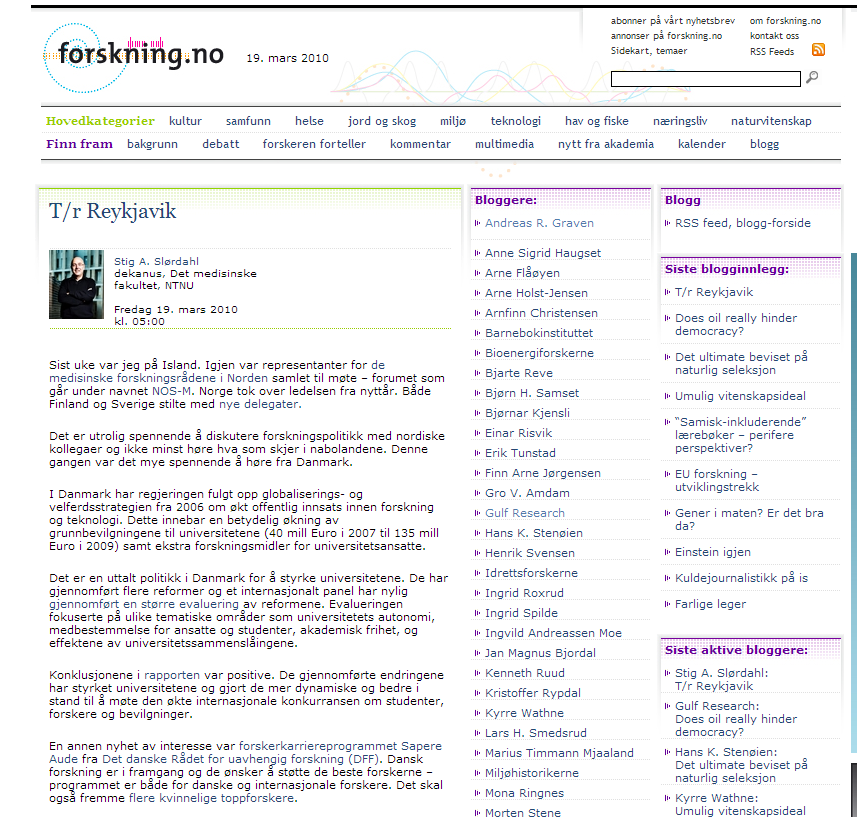 forskning.no
19. mars 2010
abonner på vårt nyhetsbrev
annonser på forskning.no
Sidekart, temaer
om forskning.no
kontakt oss
RSS Feeds
Hovedkategorier kultur samfunn helse jord og skog miljø teknologi hav og fiske næringsliv naturvitenskap
Finn fram bakgrunn debatt forskeren forteller kommentar multimedia nytt fra akademia kalender blogg
T/r Reykjavik
Stig A. Slørdahl
dekanus, Det medisinske
fakultet, NTNU
Fredag 19. mars 2010
kl. 05:00
Sist uke var jeg på Island. Igjen var representanter for de
medisinske forskningsrådene i Norden samlet til møte – forumet som
går under navnet NOS-M. Norge tok over ledelsen fra nyttår. Både
Finland og Sverige stilte med nye delegater.
Det er utrolig spennende å diskutere forskningspolitikk med nordiske
kollegaer og ikke minst høre hva som skjer i nabolandene. Denne
gangen var det mye spennende å høre fra Danmark.
I Danmark har regjeringen fulgt opp globaliserings- og
velferdsstrategien fra 2006 om økt offentlig innsats innen forskning
og teknologi. Dette innebar en betydelig økning av
grunnbevilgningene til universitetene (40 mill Euro i 2007 til 135 mill
Euro i 2009) samt ekstra forskningsmidler for universitetsansatte.
Det er en uttalt politikk i Danmark for å styrke universitetene. De har
gjennomført flere reformer og et internasjonalt panel har nylig
gjennomført en større evaluering av reformene. Evalueringen
fokuserte på ulike tematiske områder som universitetets autonomi,
medbestemmelse for ansatte og studenter, akademisk frihet, og
effektene av universitetssammenslåingene.
Konklusjonene i rapporten var positive. De gjennomførte endringene
har styrket universitetene og gjort de mer dynamiske og bedre i
stand til å møte den økte internasjonale konkurransen om studenter,
forskere og bevilgninger.
En annen nyhet av interesse var forskerkarriereprogrammet Sapere
Aude fra Det danske Rådet for uavhengig forskning (DFF). Dansk
forskning er i framgang og de ønsker å støtte de beste forskerne –
programmet er både for danske og internasjonale forskere. Det skal
også fremme flere kvinnelige toppforskere.
Bloggere:
Andreas R. Graven
Anne Sigrid Haugset
Arne Flåøyen
Arne Holst-Jensen
Arnfinn Christensen
Barnebokinstituttet
Bioenergiforskerne
Bjarte Reve
Bjørn H. Samset
Bjørnar Kjensli
Einar Risvik
Erik Tunstad
Finn Arne Jørgensen
Gro V. Amdam
Gulf Research
Hans K. Stenøien
Henrik Svensen
Idrettsforskerne
Ingrid Roxrud
Ingrid Spilde
Ingvild Andreassen Moe
Jan Magnus Bjordal
Kenneth Ruud
Kristoffer Rypdal
Kyrre Wathne
Lars H. Smedsrud
Marius Timmann Mjaaland
Miljøhistorikerne
Mona Ringnes
Morten Stene
Blogg
RSS feed, blogg-forside
Siste blogginnlegg:
T/r Reykjavik
Does oil really hinder
democracy?
Det ultimate beviset på
naturlig seleksjon
Umulig vitenskapsideal
“Samisk-inkluderende”
lærebøker – perifere
perspektiver?
EU forskning –
utviklingstrekk
Gener i maten? Er det bra
da?
Einstein igjen
Kuldejournalistikk på is
Farlige leger
Siste aktive bloggere:
Stig A. Slørdahl:
T/r Reykjavik
Gulf Research:
Does oil really hinder
democracy?
Hans K. Stenøien:
Det ultimate beviset på
naturlig seleksjon
Kyrre Wathne:
Umulig vitenskapsideal